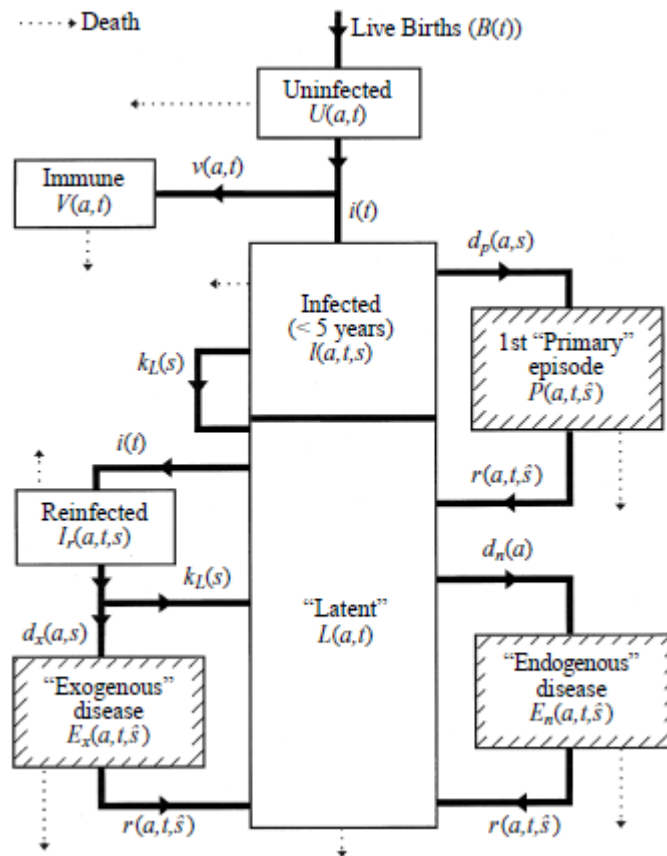 Death
Live Births (B(t))
Uninfected
U(a,t)
v(a,t)
Immune
V(a,t)
i(t)
d_p(a,s)
Infected
(< 5 years)
I(a,t,s)
1st “Primary”
episode
P(a,t,ŝ)
k_L(s)
i(t)
r(a,t,ŝ)
Reinfected
I_r(a,t,s)
d_n(a)
k_L(s)
“Latent”
L(a,t)
d_x(a,s)
“Exogenous”
disease
E_x(a,t,ŝ)
“Endogenous”
disease
E_n(a,t,ŝ)
r(a,t,ŝ)
r(a,t,ŝ)